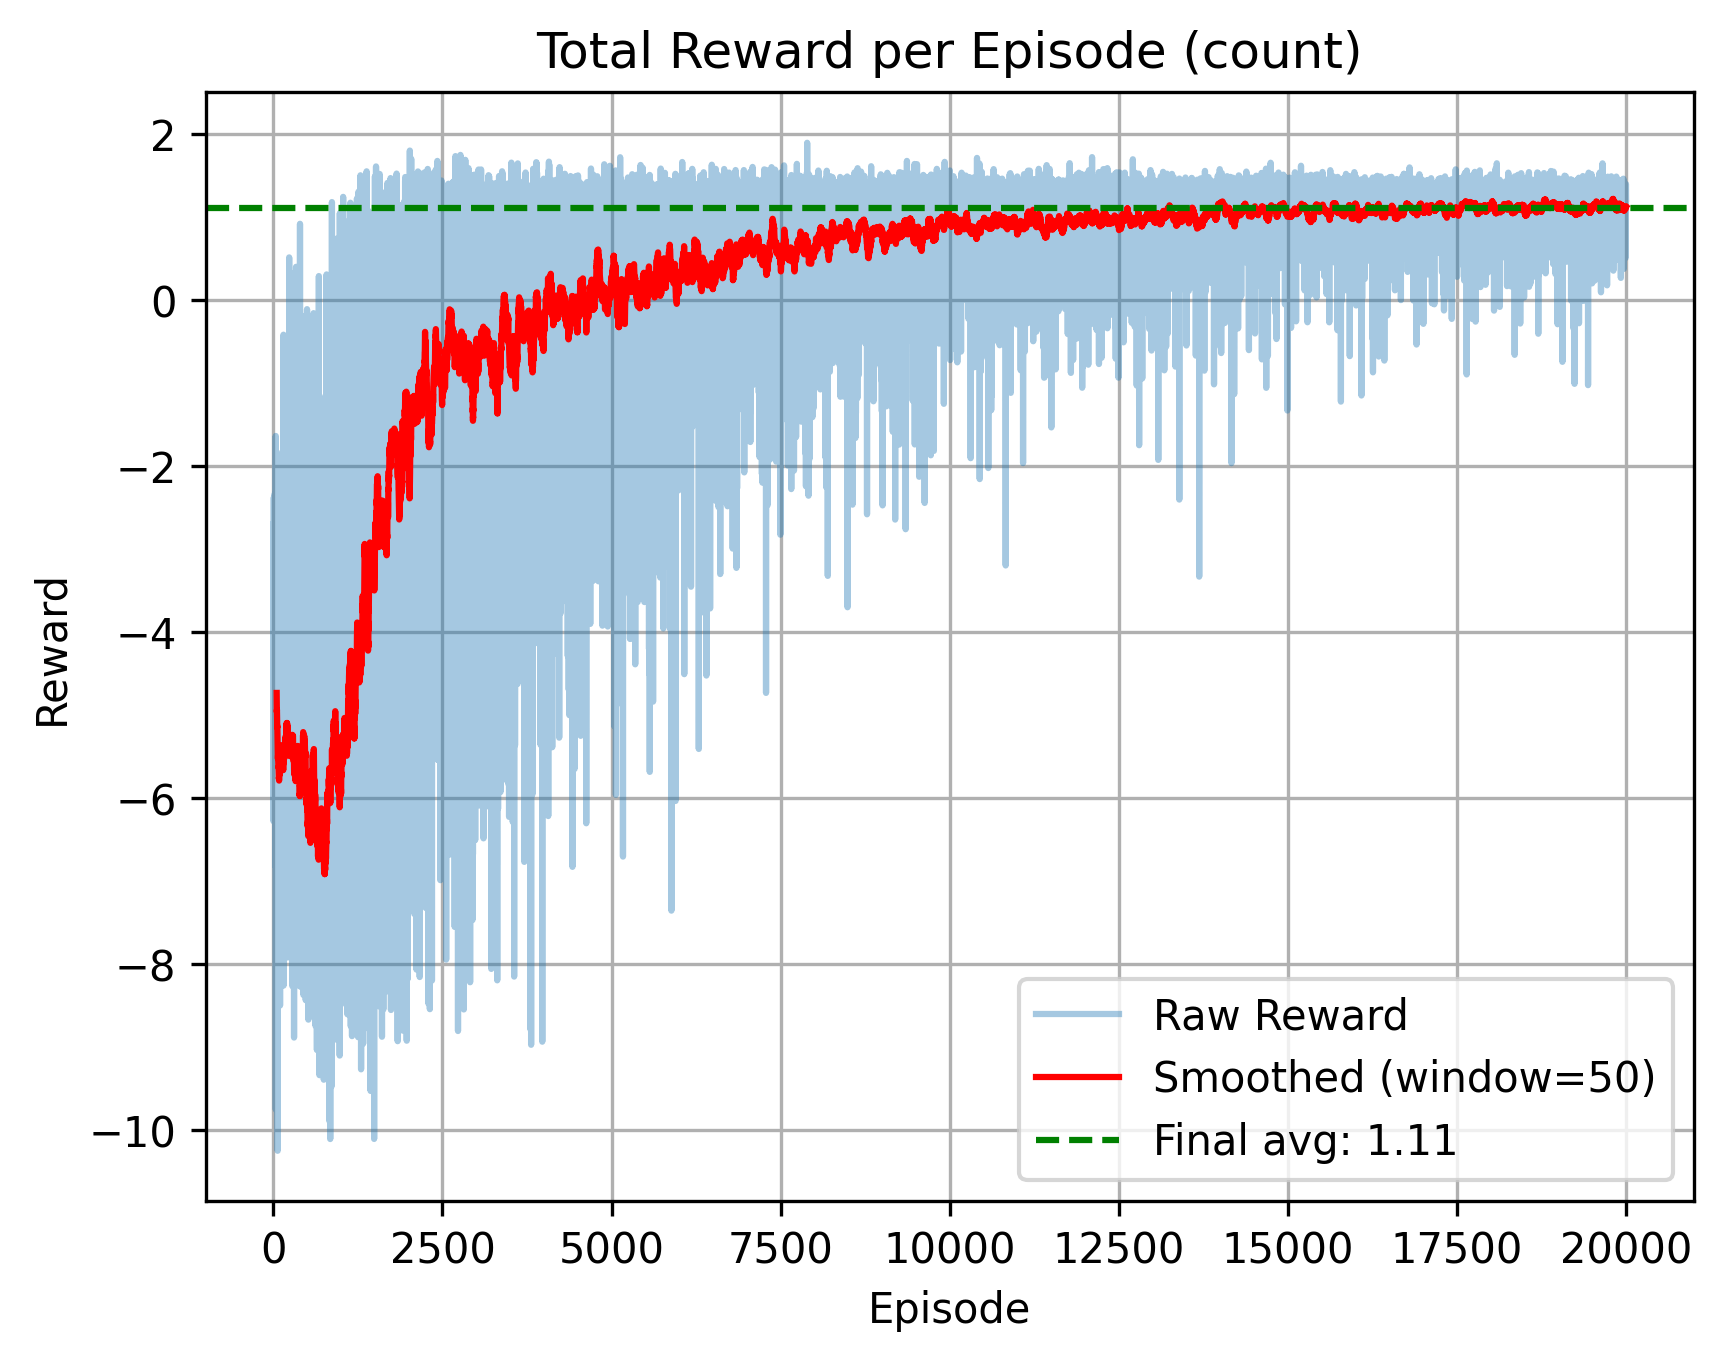 Total Reward per Episode (count)
2
0
−2
−4
−6
−8
−10
Reward
Raw Reward
Smoothed (window=50)
Final avg: 1.11
0 2500 5000 7500 10000 12500 15000 17500 20000
Episode